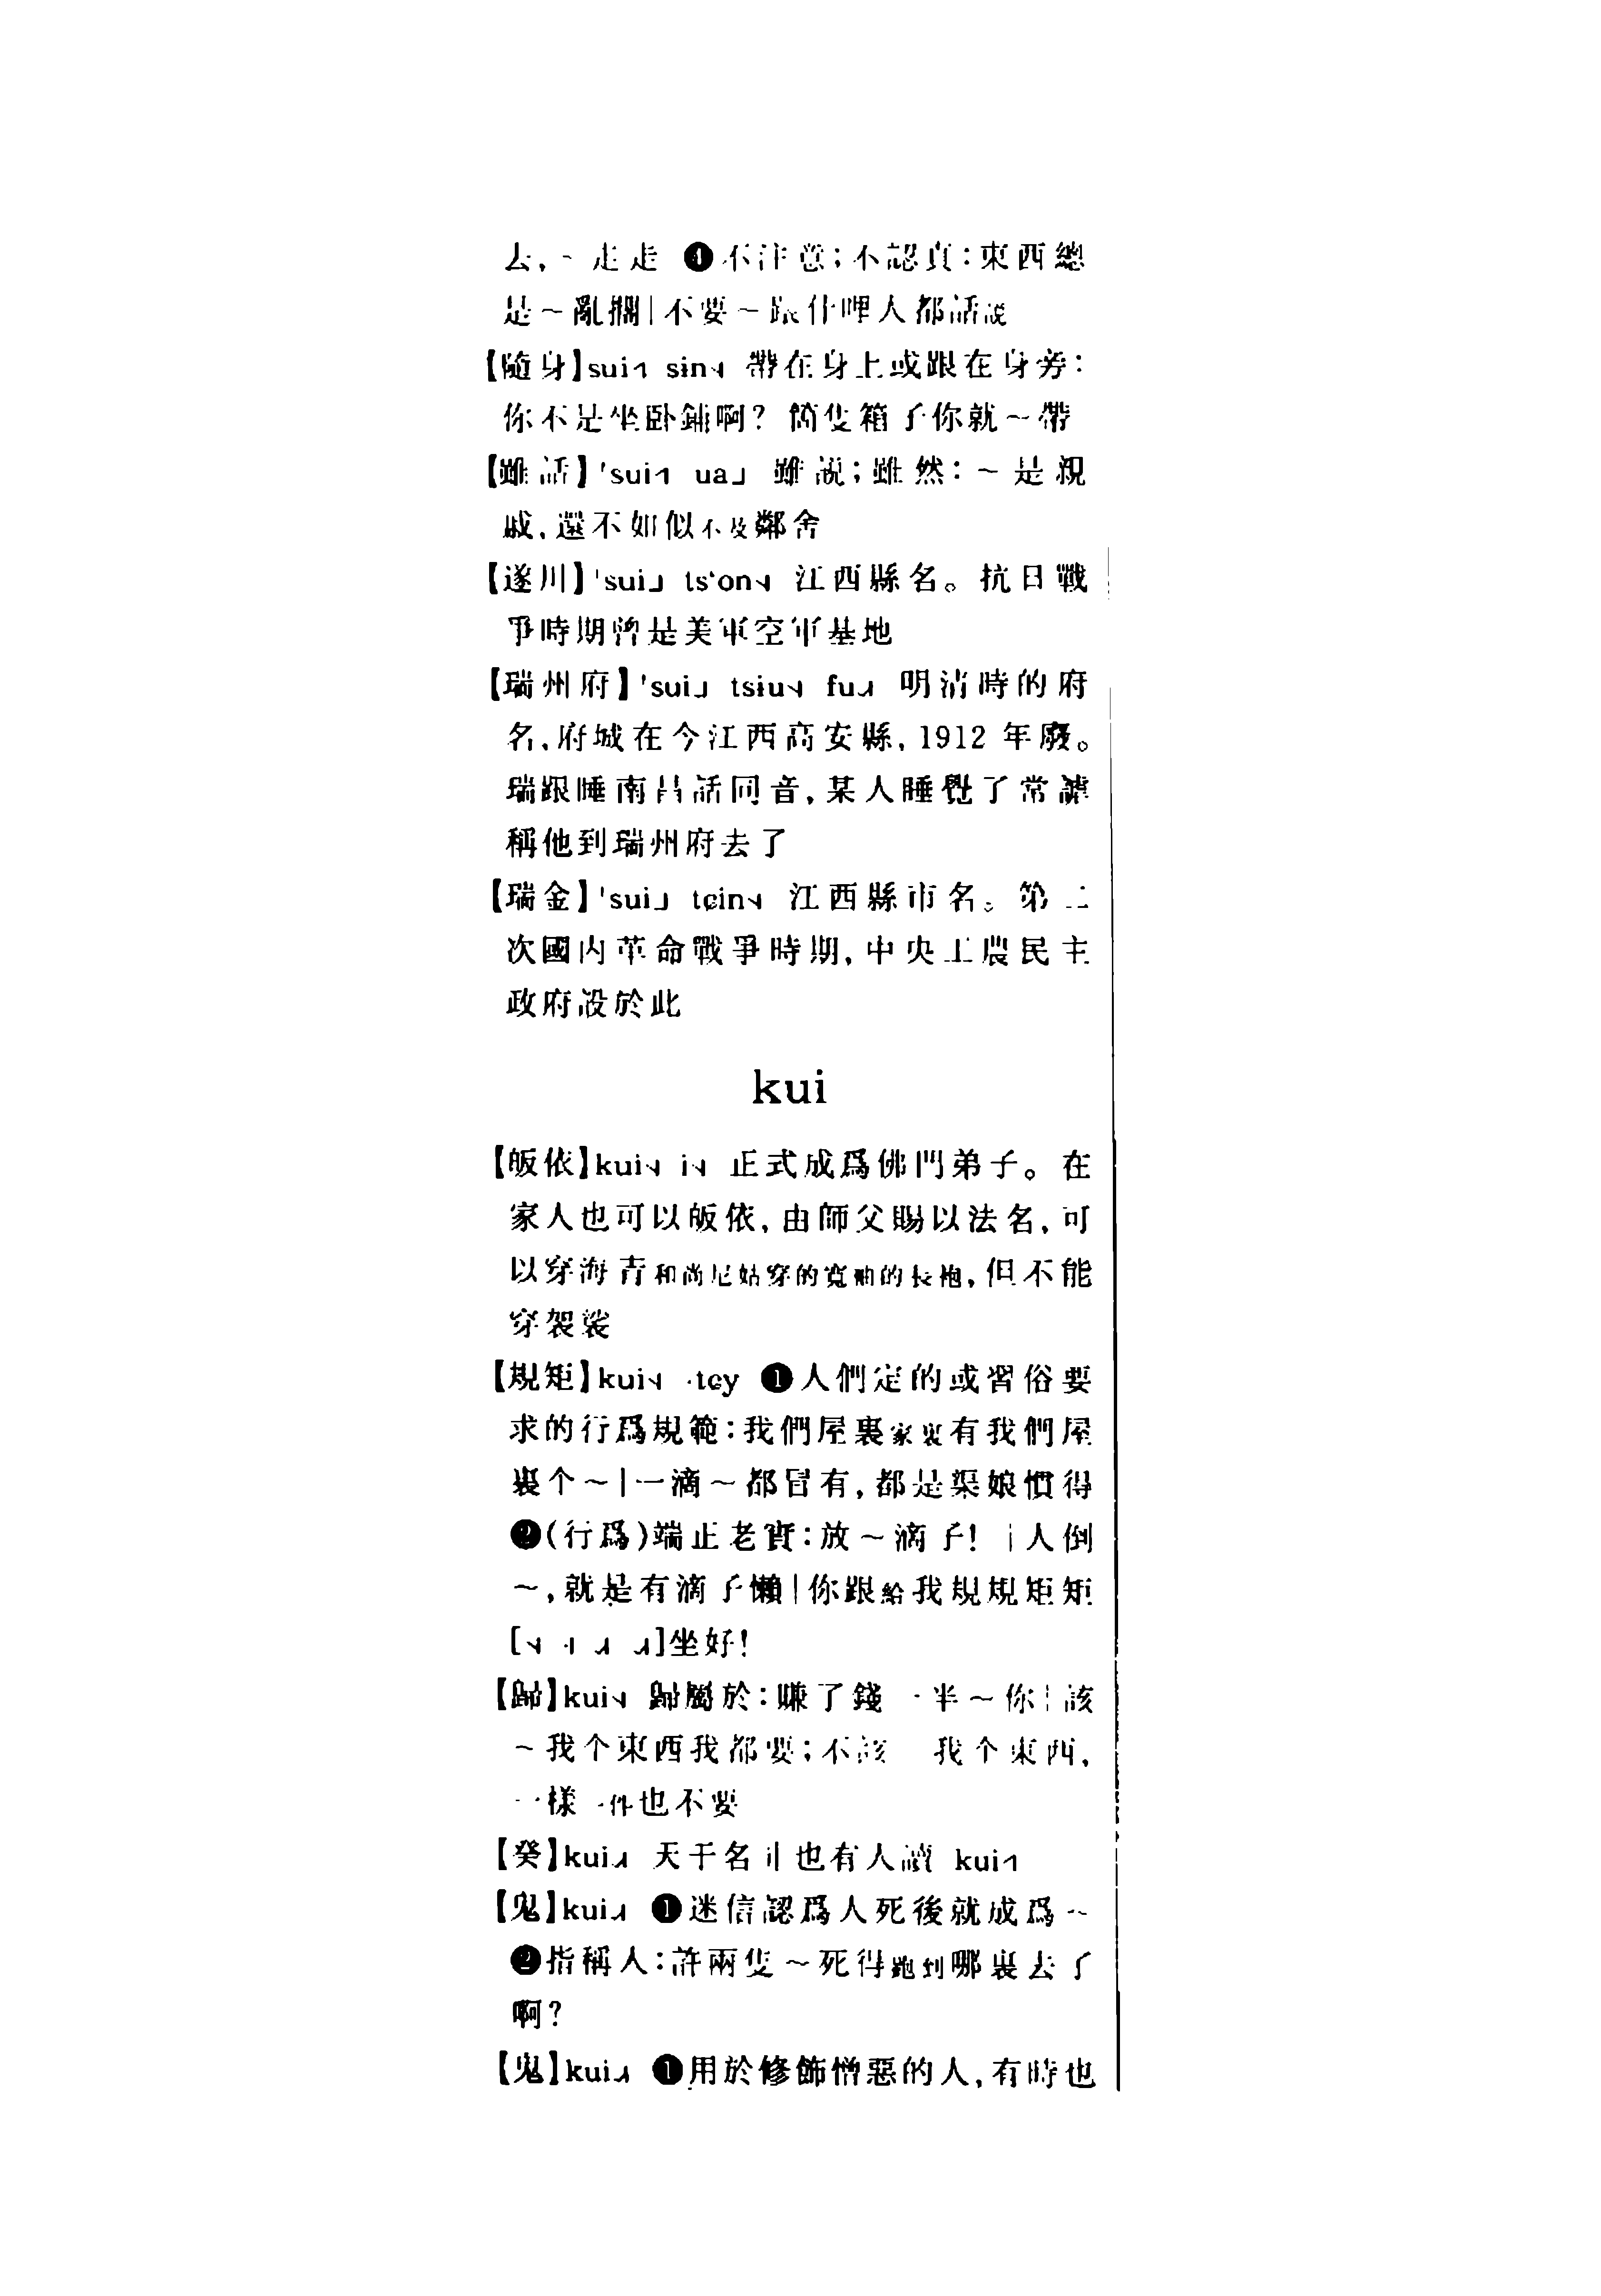 去，～走走 ❹不注意；不認真：東西總
是～亂擱|不要～跟什哩人都話說
【隨身】sui˦ sin˧ 帶在身上或跟在身旁：
你不是坐卧鋪啊？箇隻箱子你就～帶
【雖話】'sui˦ ua˩ 雖說；雖然：～是親
戚，還不如似不及鄰舍
【遂川】'sui˩ ts‘on˧ 江西縣名。抗日戰
爭時期曾是美軍空軍基地
【瑞州府】'sui˩ tsiu˧ fu˩ 明清時的府
名，府城在今江西高安縣，1912 年廢。
瑞跟睡南昌話同音，某人睡覺了常謔
稱他到瑞州府去了
【瑞金】'sui˩ tɕin˧ 江西縣市名。第二
次國内革命戰爭時期，中央工農民主
政府設於此
kui
【皈依】kui˧ i˧ 正式成爲佛門弟子。在
家人也可以皈依，由師父賜以法名，可
以穿海青和尚尼姑穿的寬袖的長袍，但不能
穿袈裟
【規矩】kui˧ ·tɕy ❶人們定的或習俗要
求的行爲規範：我們屋裏家裏有我們屋
裏个～|一滴～都冒有，都是渠娘慣得
❷（行爲）端正老實：放～滴子！|人倒
～，就是有滴子懶|你跟給我規規矩矩
[˧ ˧ ˩ ˩]坐好！
【歸】kui˧ 歸屬於：賺了錢一半～你|該
～我个東西我都要；不該 我个東西，
一樣一件也不要
【癸】kui˩ 天干名 ‖也有人讀 kui˦
【鬼】kui˩ ❶迷信認爲人死後就成爲～
❷指稱人：許兩隻～死得跑到哪裏去了
啊？
【鬼】kui˩ ❶用於修飾憎惡的人，有時也